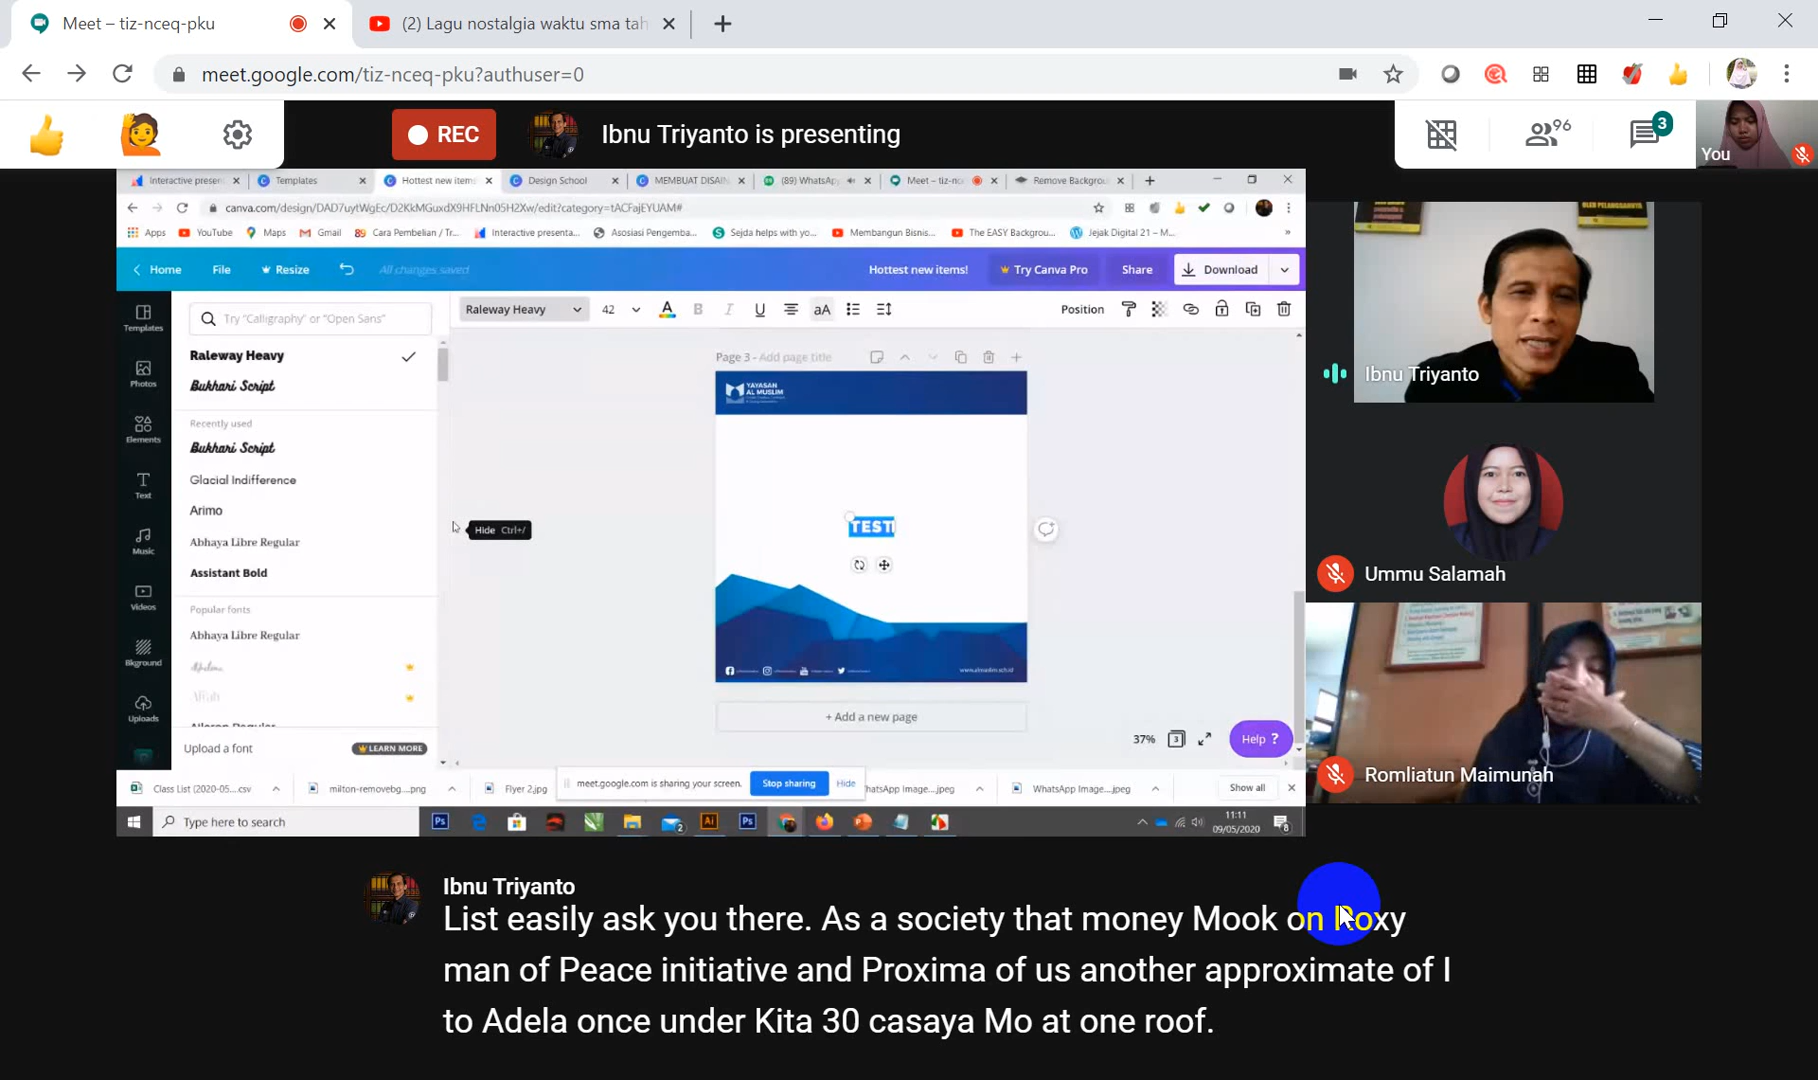 Meet – tiz-nceq-pku
(2) Lagu nostalgia waktu sma tah
meet.google.com/tiz-nceq-pku?authuser=0
REC
Ibnu Triyanto is presenting
96
3
You
Interactive presen
Templates
Hottest new items
Design School
MEMBUAT DISAIN
(89) WhatsApp
Meet – tiz-nc
Remove Backgrou
canva.com/design/DAD7uytWgEc/D2KkMGuxdX9HFLNn05H2Xw/edit?category=tACFajEYUAM#
Apps
YouTube
Maps
Gmail
Cara Pembelian / Tr...
Interactive presenta...
Asosiasi Pengemba...
Sejda helps with yo...
Membangun Bisnis...
The EASY Backgrou...
Jejak Digital 21 – M...
Home
File
Resize
All changes saved
Hottest new items!
Try Canva Pro
Share
Download
Templates
Photos
Elements
Text
Music
Videos
Bkground
Uploads
Try "Calligraphy" or "Open Sans"
Raleway Heavy
42
A
B
I
U
aA
Position
Raleway Heavy
Bukhari Script
Recently used
Bukhari Script
Glacial Indifference
Arimo
Abhaya Libre Regular
Assistant Bold
Popular fonts
Abhaya Libre Regular
Upload a font
LEARN MORE
Hide Ctrl+/
Page 3 - Add page title
YAYASAN
AL MUSLIM
TEST
www.almuslim.sch.id
+ Add a new page
37%
3
Help ?
Class List (2020-05....csv
milton-removebg....png
Flyer 2.jpg
meet.google.com is sharing your screen.
Stop sharing
Hide
hatsApp Image....jpeg
WhatsApp Image....jpeg
Show all
Type here to search
Ps
2
Ai
Ps
11:11
09/05/2020
8
Ibnu Triyanto
Ummu Salamah
Romliatun Maimunah
Ibnu Triyanto
List easily ask you there. As a society that money Mook on Roxy
man of Peace initiative and Proxima of us another approximate of I
to Adela once under Kita 30 casaya Mo at one roof.